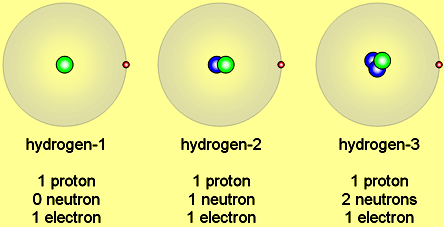 hydrogen-1
1 proton
0 neutron
1 electron
hydrogen-2
1 proton
1 neutron
1 electron
hydrogen-3
1 proton
2 neutrons
1 electron